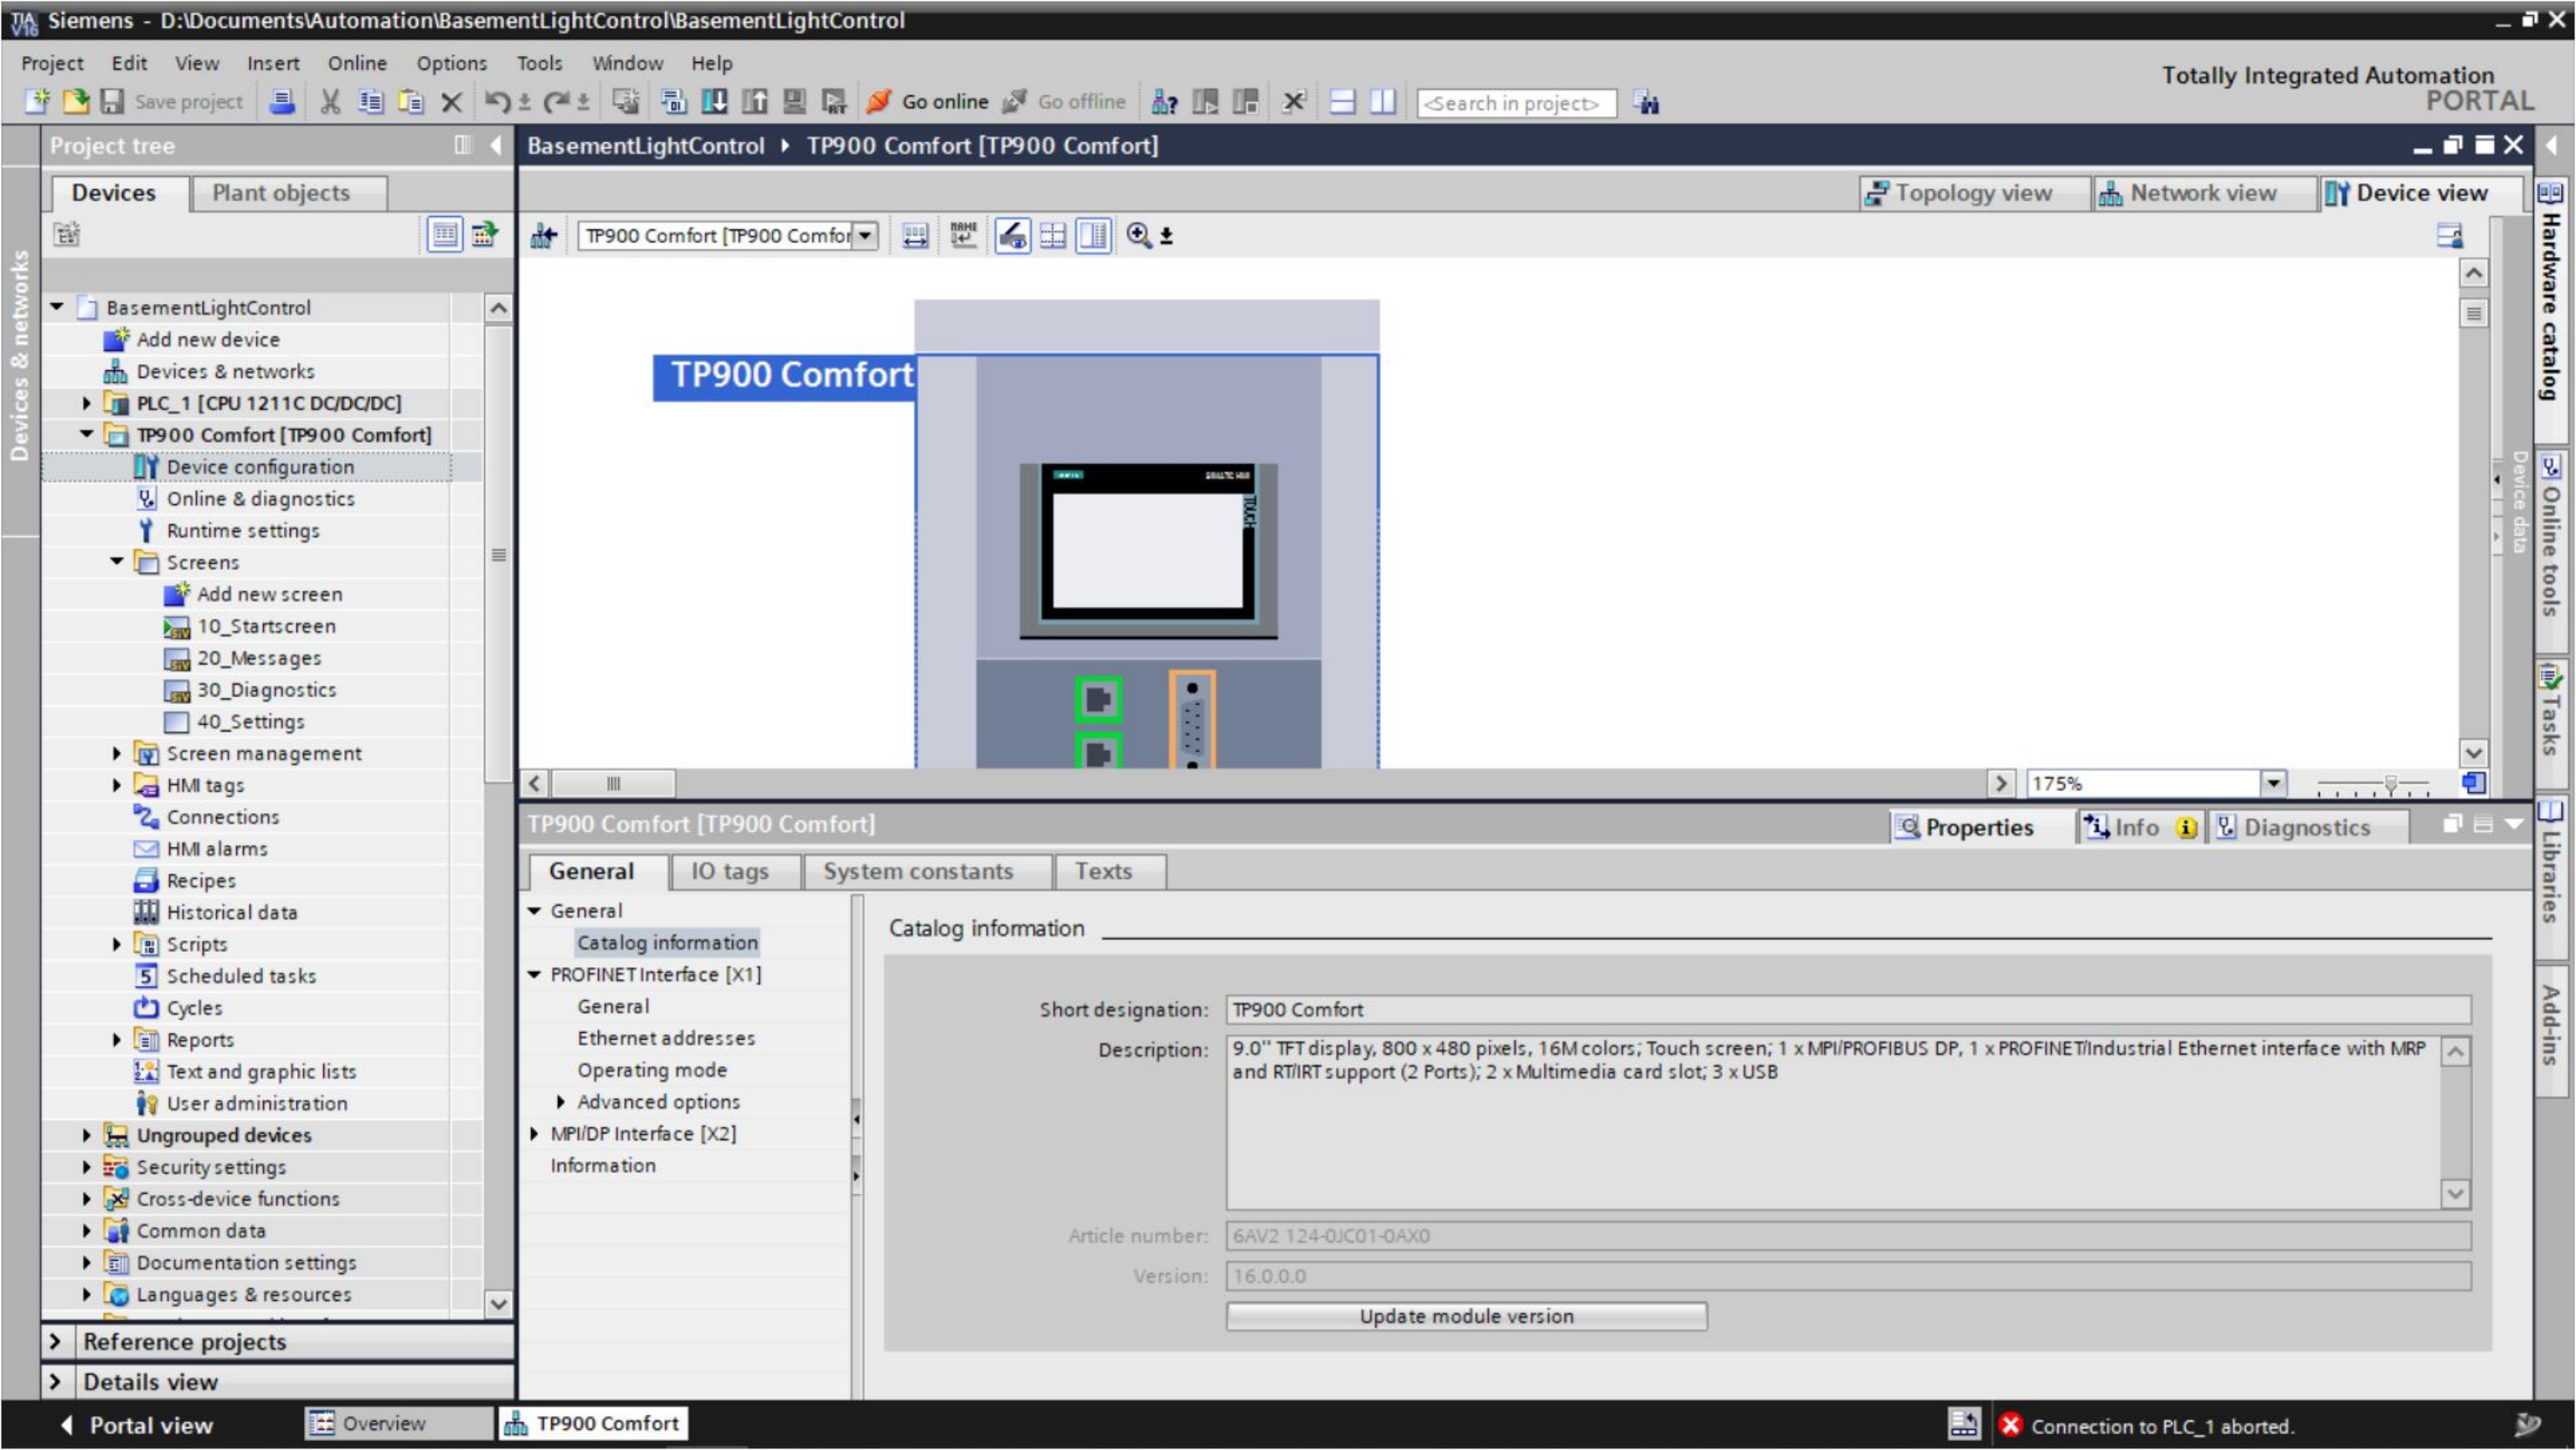 TIA V16 Siemens - D:\Documents\Automation\BasementLightControl\BasementLightControl
Project Edit View Insert Online Options Tools Window Help
Totally Integrated Automation
PORTAL
Save project Go online Go offline <Search in project>
Project tree
BasementLightControl TP900 Comfort [TP900 Comfort]
Devices Plant objects
Topology view Network view Device view
TP900 Comfort [TP900 Comfor
NAME
Devices & networks
BasementLightControl
Add new device
Devices & networks
PLC_1 [CPU 1211C DC/DC/DC]
TP900 Comfort [TP900 Comfort]
Device configuration
Online & diagnostics
Runtime settings
Screens
Add new screen
10_Startscreen
20_Messages
30_Diagnostics
40_Settings
Screen management
HMI tags
Connections
HMI alarms
Recipes
Historical data
Scripts
Scheduled tasks
Cycles
Reports
Text and graphic lists
User administration
Ungrouped devices
Security settings
Cross-device functions
Common data
Documentation settings
Languages & resources
Reference projects
Details view
TP900 Comfort
SIMATIC HMI
TOUCH
175%
Device data
Hardware catalog
Online tools
Tasks
Libraries
Add-ins
TP900 Comfort [TP900 Comfort]
Properties Info Diagnostics
General IO tags System constants Texts
General
Catalog information
PROFINET Interface [X1]
General
Ethernet addresses
Operating mode
Advanced options
MPI/DP Interface [X2]
Information
Catalog information
Short designation: TP900 Comfort
Description: 9.0" TFT display, 800 x 480 pixels, 16M colors; Touch screen; 1 x MPI/PROFIBUS DP, 1 x PROFINET/Industrial Ethernet interface with MRP
and RT/IRT support (2 Ports); 2 x Multimedia card slot; 3 x USB
Article number: 6AV2 124-0JC01-0AX0
Version: 16.0.0.0
Update module version
Portal view Overview TP900 Comfort Connection to PLC_1 aborted.